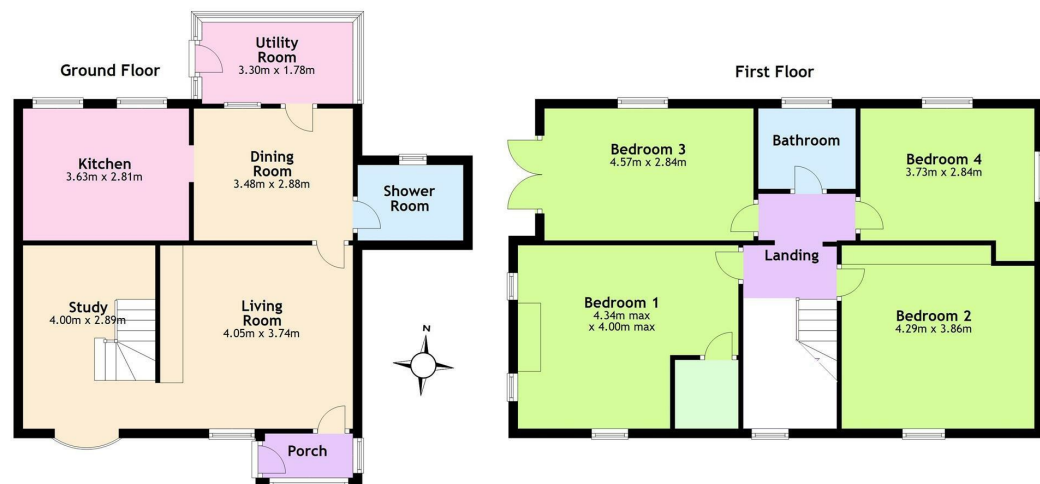 Ground Floor
Utility
Room
3.30m x 1.78m
Kitchen
3.63m x 2.81m
Dining
Room
3.48m x 2.88m
Shower
Room
Study
4.00m x 2.89m
Living
Room
4.05m x 3.74m
N
Porch
First Floor
Bedroom 3
4.57m x 2.84m
Bathroom
Bedroom 4
3.73m x 2.84m
Landing
Bedroom 1
4.34m max
x 4.00m max
Bedroom 2
4.29m x 3.86m